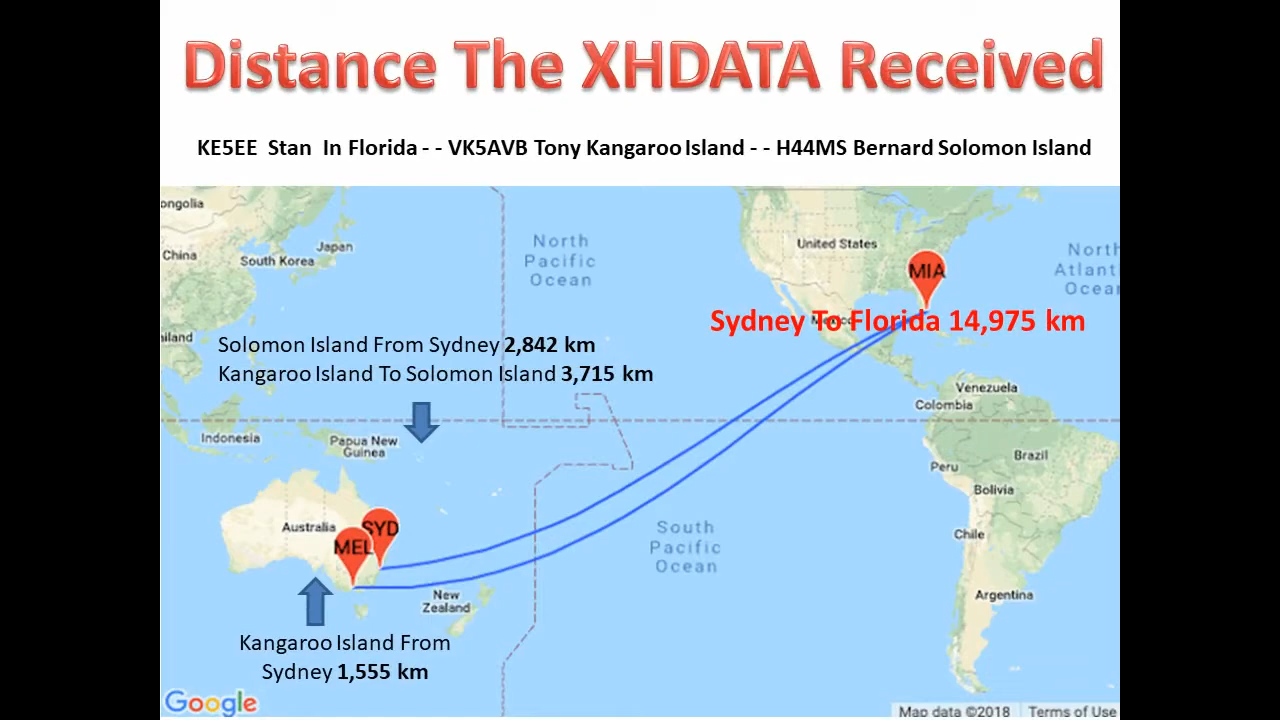 Distance The XHDATA Received
KE5EE Stan In Florida - - VK5AVB Tony Kangaroo Island - - H44MS Bernard Solomon Island
ongolia
China
Japan
South Korea
ailand
North
Pacific
Ocean
United States
North
Atlanti
Ocean
MIA
Mexico
Sydney To Florida 14,975 km
Solomon Island From Sydney 2,842 km
Kangaroo Island To Solomon Island 3,715 km
Venezuela
Colombia
Indonesia
Papua New
Guinea
Brazil
Peru
Bolivia
Australia
SYD
MEL
South
Pacific
Ocean
Chile
New
Zealand
Argentina
Kangaroo Island From
Sydney 1,555 km
Google
Map data ©2018
Terms of Use